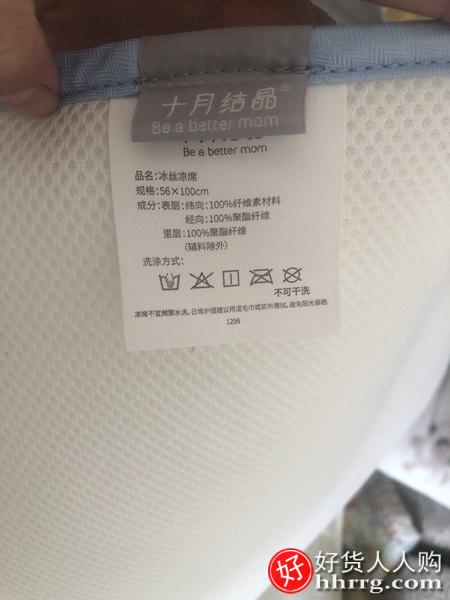 十月结晶®
Be a better mom
Be a better mom
品名:冰丝凉席
规格:56×100cm
成分:表层:纬向:100%纤维素材料
经向:100%聚酯纤维
里层:100%聚酯纤维
(辅料除外)
洗涤方式:
不可干洗
凉席不宜频繁水洗,日常护理建议用湿毛巾或软布擦拭,避免阳光暴晒
1296
好 好货人人购
hhrrg.com